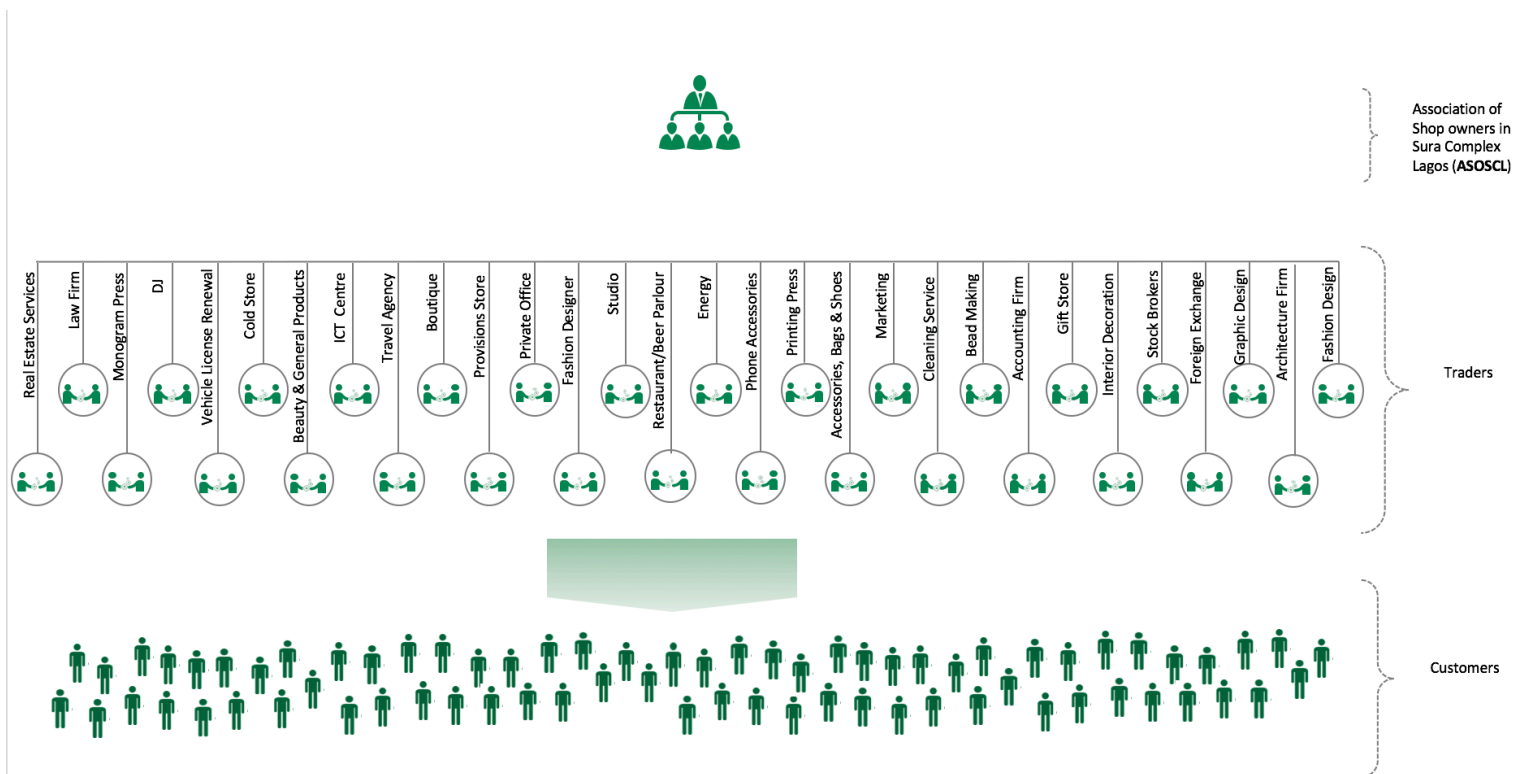 Association of
Shop owners in
Sura Complex
Lagos (ASOSCL)
Real Estate Services
Law Firm
Monogram Press
DJ
Vehicle License Renewal
Cold Store
Beauty & General Products
ICT Centre
Travel Agency
Boutique
Provisions Store
Private Office
Fashion Designer
Studio
Restaurant/Beer Parlour
Energy
Phone Accessories
Printing Press
Accessories, Bags & Shoes
Marketing
Cleaning Service
Bead Making
Accounting Firm
Gift Store
Interior Decoration
Stock Brokers
Foreign Exchange
Graphic Design
Architecture Firm
Fashion Design
Traders
Customers